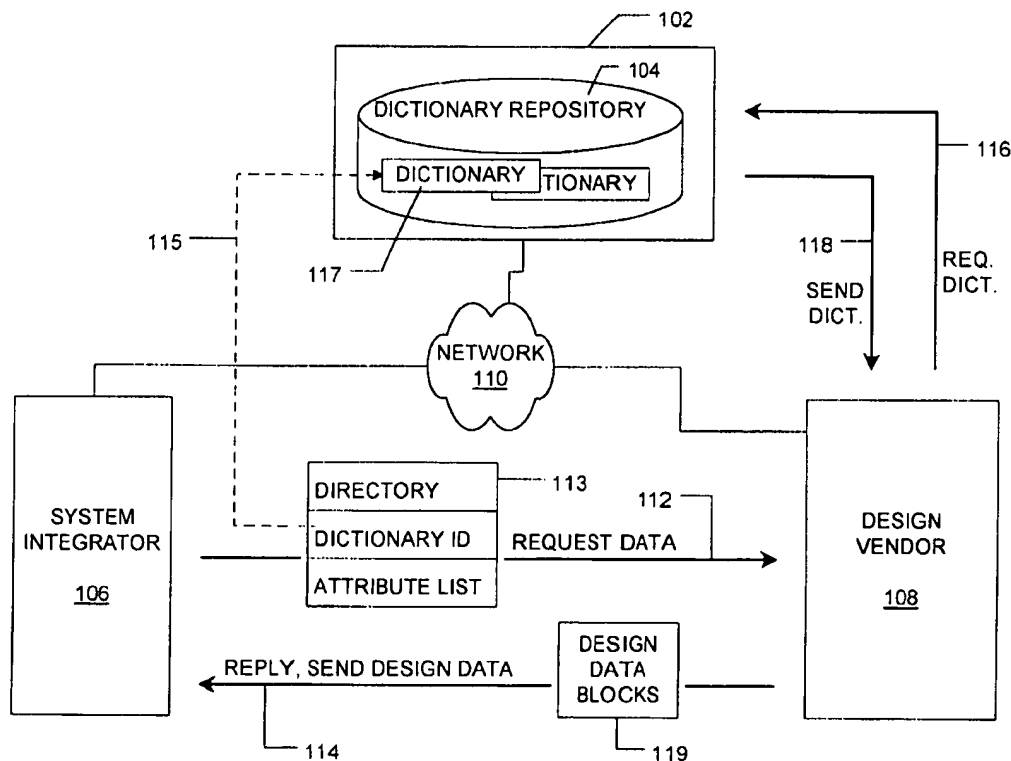 102
104
DICTIONARY REPOSITORY
DICTIONARY
TIONARY
116
115
117
118
REQ.
DICT.
SEND
DICT.
NETWORK
110
113
DIRECTORY
112
SYSTEM
INTEGRATOR
106
DICTIONARY ID
REQUEST DATA
DESIGN
VENDOR
108
ATTRIBUTE LIST
DESIGN
DATA
BLOCKS
REPLY, SEND DESIGN DATA
114
119